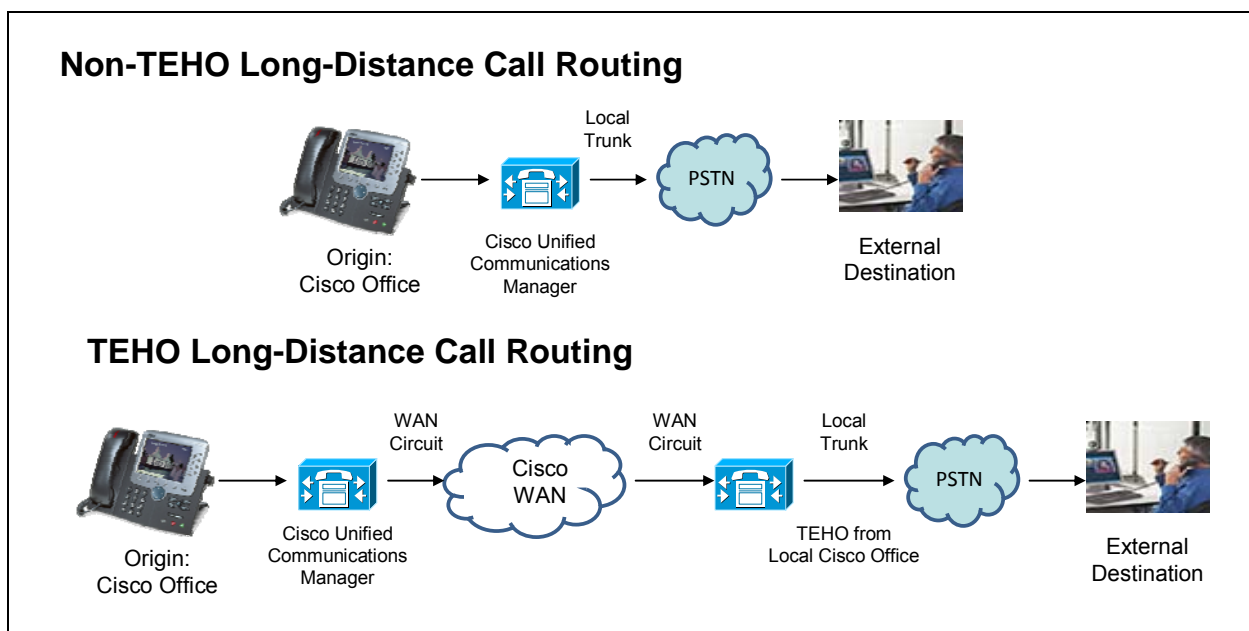 Non-TEHO Long-Distance Call Routing
Local
Trunk
PSTN
Origin:
Cisco Office
Cisco Unified
Communications
Manager
External
Destination
TEHO Long-Distance Call Routing
WAN
Circuit
WAN
Circuit
Local
Trunk
Cisco
WAN
PSTN
Origin:
Cisco Office
Cisco Unified
Communications
Manager
TEHO from
Local Cisco Office
External
Destination